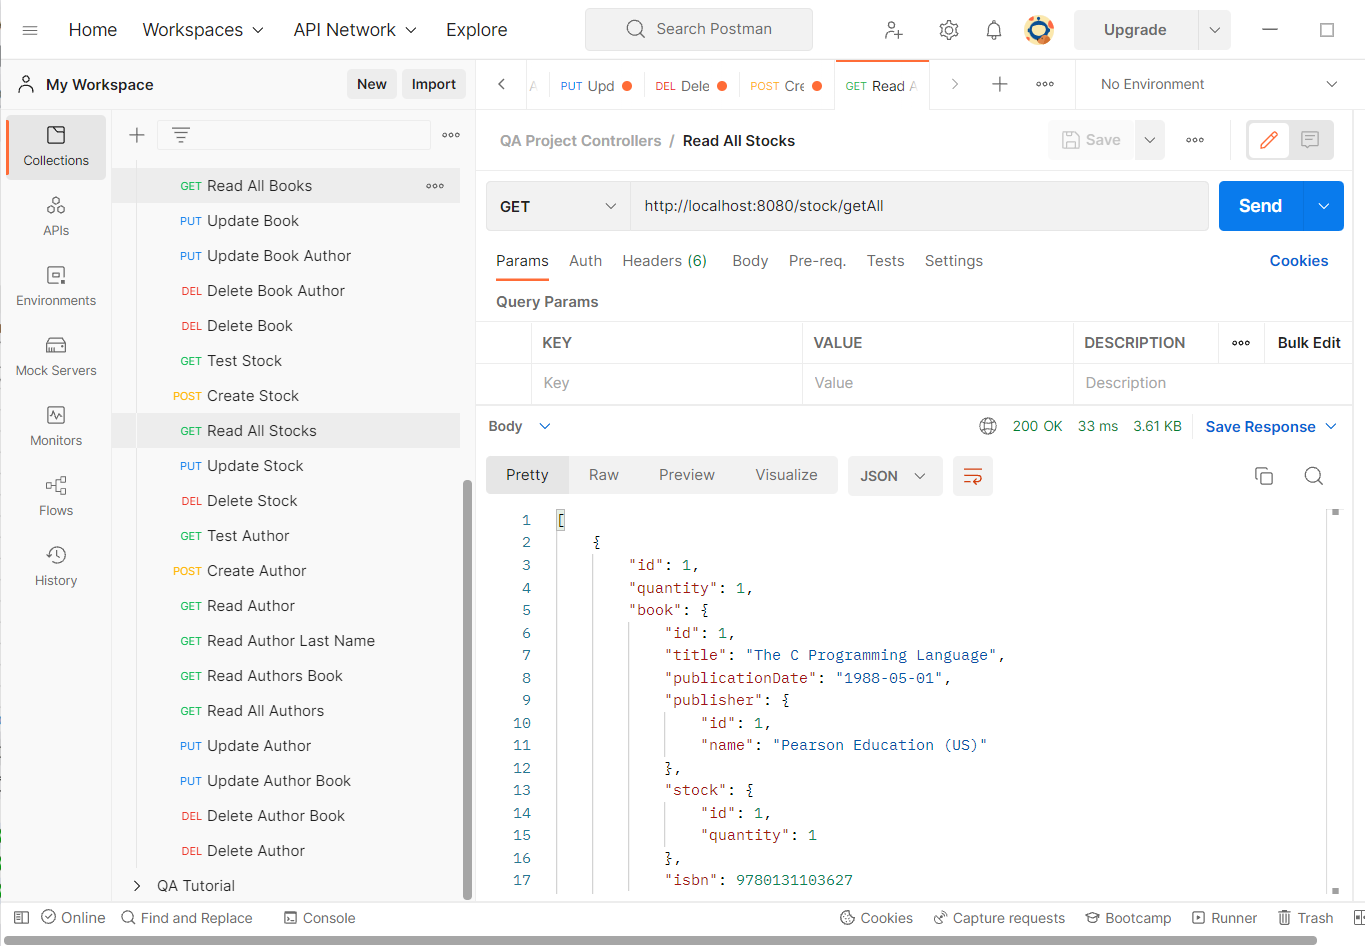 Home Workspaces API Network Explore Search Postman Upgrade
My Workspace New Import
PUT Upd DEL Dele POST Cre GET Read A No Environment
Collections
APIs
Environments
Mock Servers
Monitors
Flows
History
GET Read All Books
PUT Update Book
PUT Update Book Author
DEL Delete Book Author
DEL Delete Book
GET Test Stock
POST Create Stock
GET Read All Stocks
PUT Update Stock
DEL Delete Stock
GET Test Author
POST Create Author
GET Read Author
GET Read Author Last Name
GET Read Authors Book
GET Read All Authors
PUT Update Author
PUT Update Author Book
DEL Delete Author Book
DEL Delete Author
QA Tutorial
QA Project Controllers / Read All Stocks Save
GET http://localhost:8080/stock/getAll Send
Params Auth Headers (6) Body Pre-req. Tests Settings Cookies
Query Params
KEY VALUE DESCRIPTION Bulk Edit
Key Value Description
Body 200 OK 33 ms 3.61 KB Save Response
Pretty Raw Preview Visualize JSON
1 [
2 {
3 "id": 1,
4 "quantity": 1,
5 "book": {
6 "id": 1,
7 "title": "The C Programming Language",
8 "publicationDate": "1988-05-01",
9 "publisher": {
10 "id": 1,
11 "name": "Pearson Education (US)"
12 },
13 "stock": {
14 "id": 1,
15 "quantity": 1
16 },
17 "isbn": 9780131103627
Online Find and Replace Console Cookies Capture requests Bootcamp Runner Trash